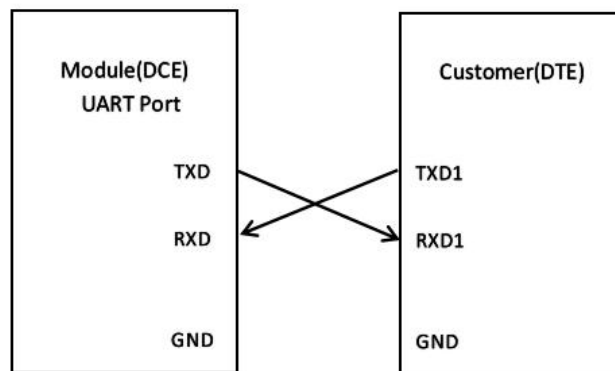 Module(DCE)
UART Port
TXD
RXD
GND
Customer(DTE)
TXD1
RXD1
GND